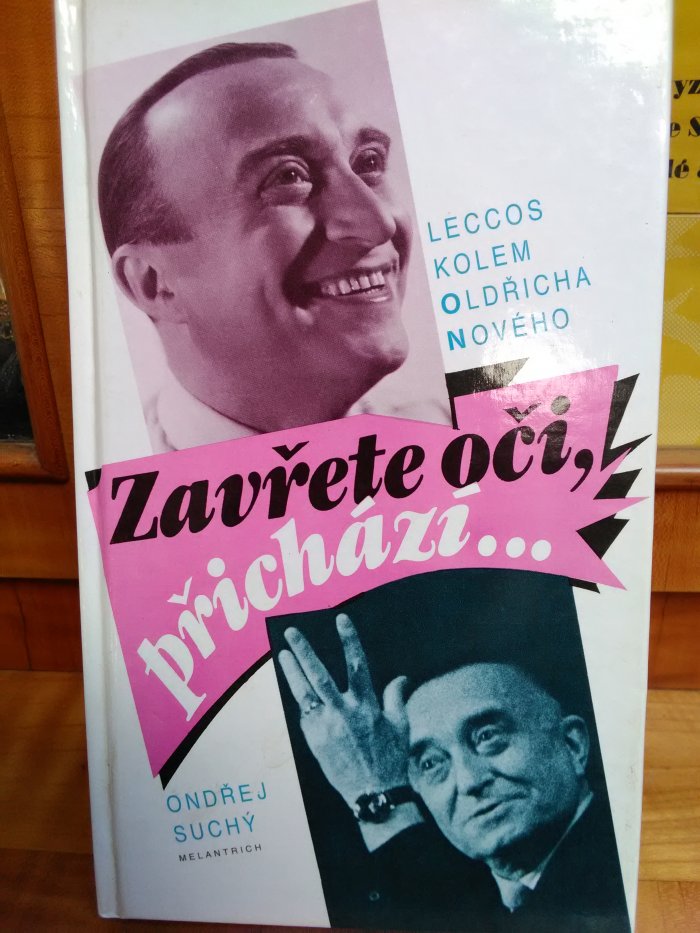 LECCOS
KOLEM
OLDŘICHA
NOVÉHO
Zavřete oči,
přichází...
ONDŘEJ
SUCHÝ
MELANTRICH